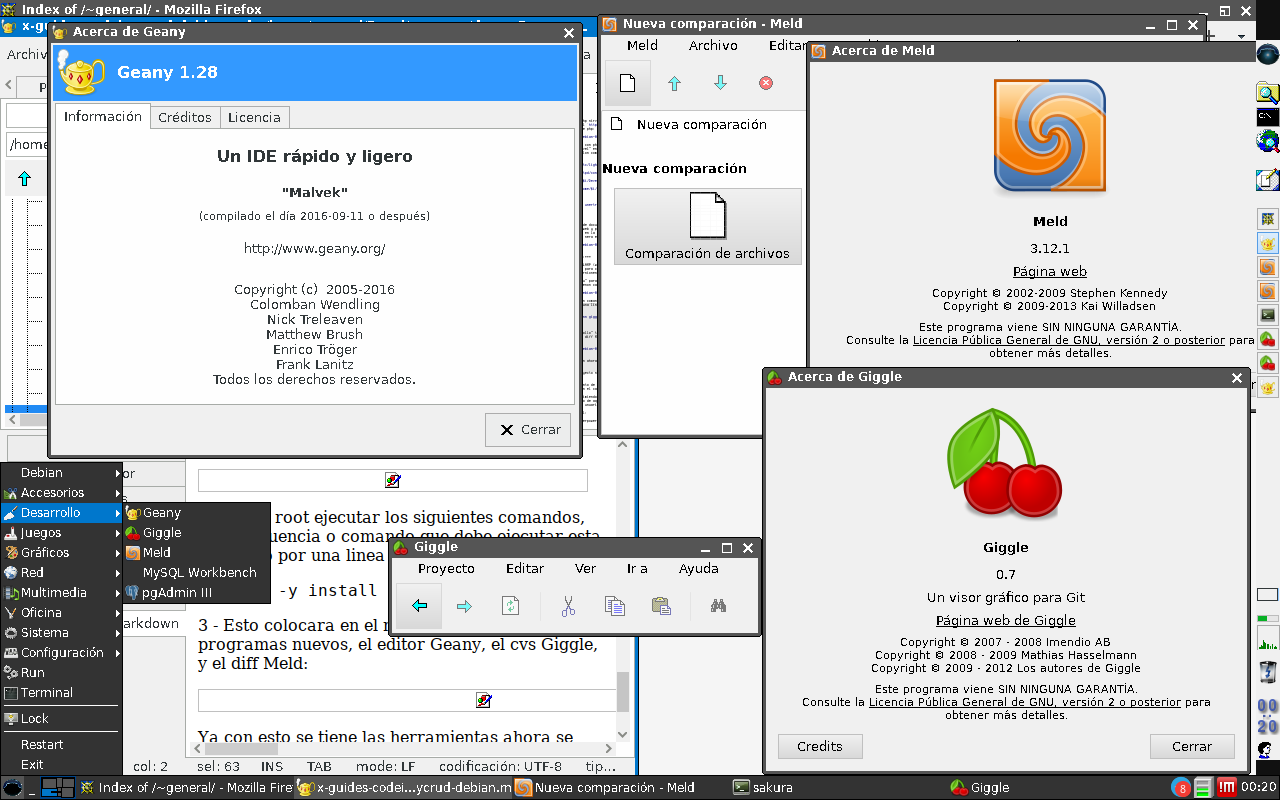 Index of /~general/ - Mozilla Firefox
x-gu
Acerca de Geany
Geany 1.28
Información
Créditos
Licencia
Un IDE rápido y ligero
"Malvek"
(compilado el día 2016-09-11 o después)
http://www.geany.org/
Copyright (c) 2005-2016
Colomban Wendling
Nick Treleaven
Matthew Brush
Enrico Tröger
Frank Lanitz
Todos los derechos reservados.
Cerrar
Archiv
/home
Nueva comparación - Meld
Meld
Archivo
Editar
Nueva comparación
Nueva comparación
Comparación de archivos
Acerca de Meld
Meld
3.12.1
Página web
Copyright © 2002-2009 Stephen Kennedy
Copyright © 2009-2013 Kai Willadsen
Este programa viene SIN NINGUNA GARANTÍA.
Consulte la Licencia Pública General de GNU, versión 2 o posterior para
obtener más detalles.
Acerca de Giggle
Giggle
0.7
Un visor gráfico para Git
Página web de Giggle
Copyright © 2007 - 2008 Imendio AB
Copyright © 2008 - 2009 Mathias Hasselmann
Copyright © 2009 - 2012 Los autores de Giggle
Este programa viene SIN NINGUNA GARANTÍA.
Consulte la Licencia Pública General de GNU, versión 2 o posterior para
obtener más detalles.
Credits
Cerrar
Debian
Accesorios
Desarrollo
Juegos
Gráficos
Red
Multimedia
Oficina
Sistema
Configuración
Run
Terminal
Lock
Restart
Exit
Geany
Giggle
Meld
MySQL Workbench
pgAdmin III
or
arkdown
root ejecutar los siguientes comandos,
uencia o comando que debe ejecutar esta
o por una linea
-y install
3 - Esto colocara en el
programas nuevos, el editor Geany, el cvs Giggle,
y el diff Meld:
Ya con esto se tiene las herramientas ahora se
Giggle
Proyecto
Editar
Ver
Ir a
Ayuda
col: 2
sel: 63
INS
TAB
mode: LF
codificación: UTF-8
tip...
Index of /~general/ - Mozilla Fire
x-guides-codei...ycrud-debian.m
Nueva comparación - Meld
sakura
Giggle
8
!m
00:20
00
20